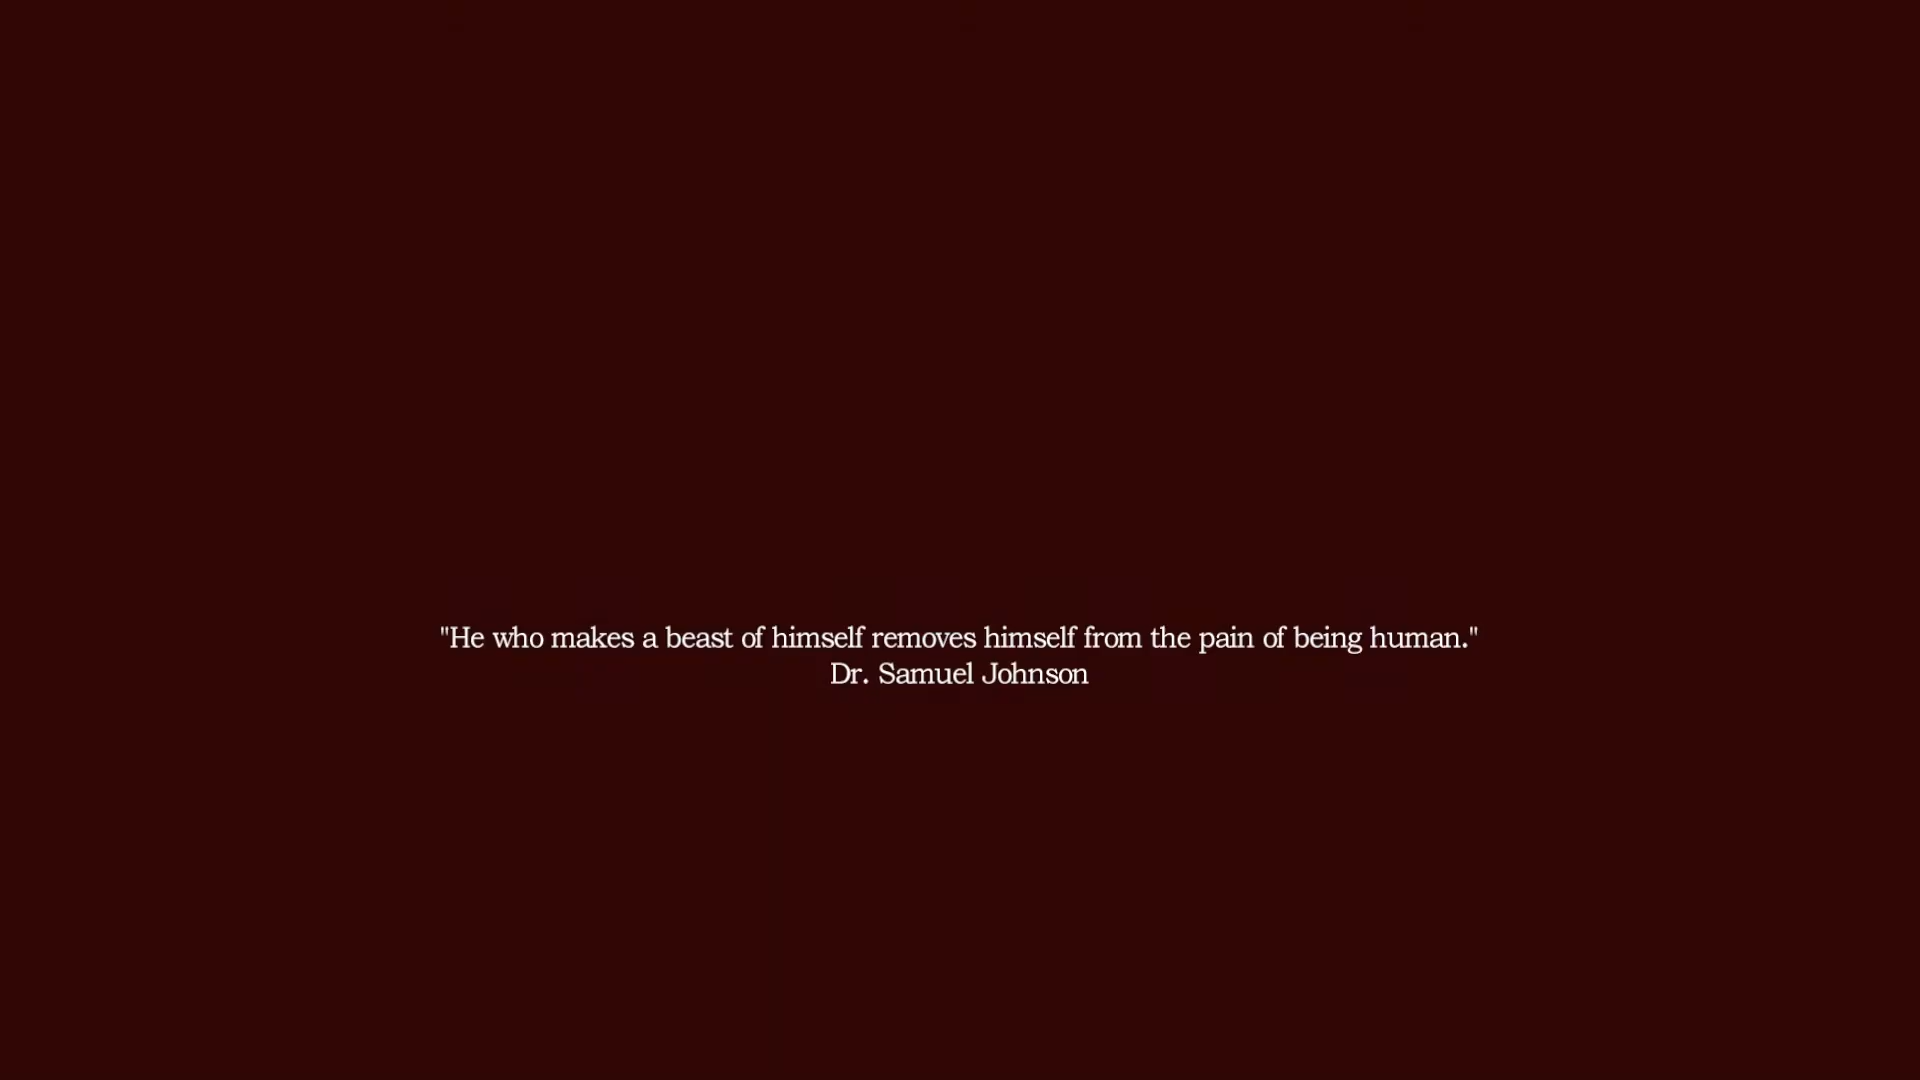 "He who makes a beast of himself removes himself from the pain of being human."
Dr. Samuel Johnson